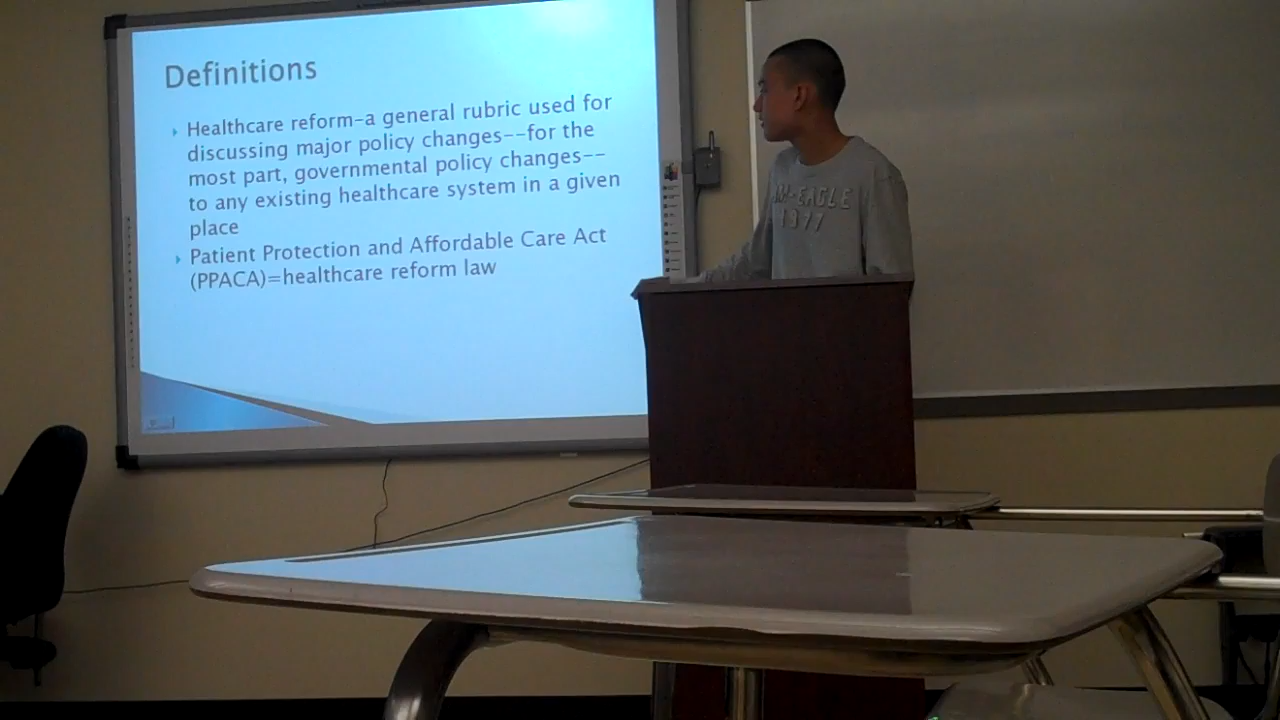 Definitions
Healthcare reform-a general rubric used for
discussing major policy changes--for the
most part, governmental policy changes--
to any existing healthcare system in a given
place
Patient Protection and Affordable Care Act
(PPACA)=healthcare reform law
EAGLE
1977